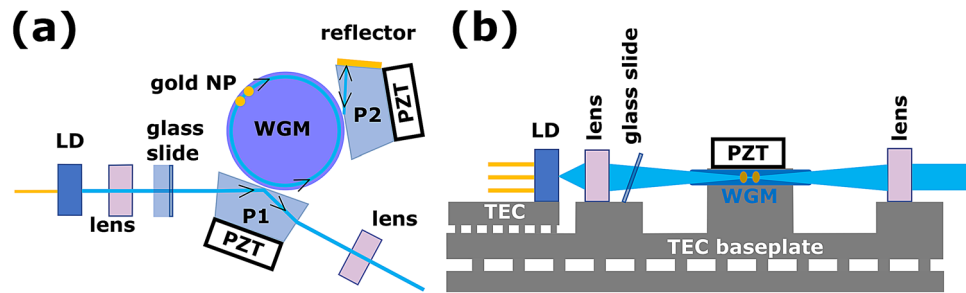 (a)
reflector
gold NP
PZT
P2
WGM
LD
glass
slide
lens
P1
PZT
lens
(b)
glass slide
lens
LD
PZT
lens
WGM
TEC
TEC baseplate